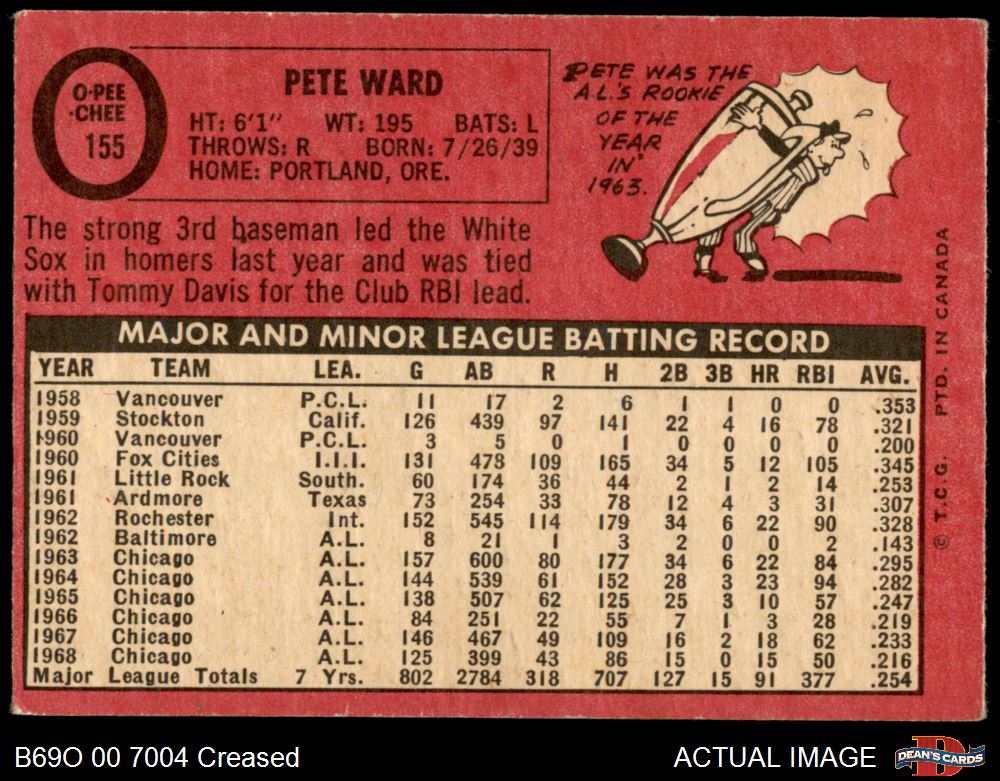 O-PEE
-CHEE
155
PETE WARD
HT: 6'1" WT: 195 BATS: L
THROWS: R BORN: 7/26/39
HOME: PORTLAND, ORE.
PETE WAS THE
A.L.'S ROOKIE
OF THE
YEAR
IN
1963.
The strong 3rd baseman led the White
Sox in homers last year and was tied
with Tommy Davis for the Club RBI lead.
MAJOR AND MINOR LEAGUE BATTING RECORD
YEAR TEAM LEA. G AB R H 2B 3B HR RBI AVG.
1958 Vancouver P.C.L. 11 17 2 6 1 1 0 0 .353
1959 Stockton Calif. 126 439 97 141 22 4 16 78 .321
1960 Vancouver P.C.L. 3 5 0 1 0 0 0 0 .200
1960 Fox Cities I.I.I. 131 478 109 165 34 5 12 105 .345
1961 Little Rock South. 60 174 36 44 2 1 2 14 .253
1961 Ardmore Texas 73 254 33 78 12 4 3 31 .307
1962 Rochester Int. 152 545 114 179 34 6 22 90 .328
1962 Baltimore A.L. 8 21 1 3 2 0 0 2 .143
1963 Chicago A.L. 157 600 80 177 34 6 22 84 .295
1964 Chicago A.L. 144 539 61 152 28 3 23 94 .282
1965 Chicago A.L. 138 507 62 125 25 3 10 57 .247
1966 Chicago A.L. 84 251 22 55 7 1 3 28 .219
1967 Chicago A.L. 146 467 49 109 16 2 18 62 .233
1968 Chicago A.L. 125 399 43 86 15 0 15 50 .216
Major League Totals 7 Yrs. 802 2784 318 707 127 15 91 377 .254
© T.C.G. PTD. IN CANADA
B69O 00 7004 Creased
ACTUAL IMAGE
D
DEAN'S CARDS